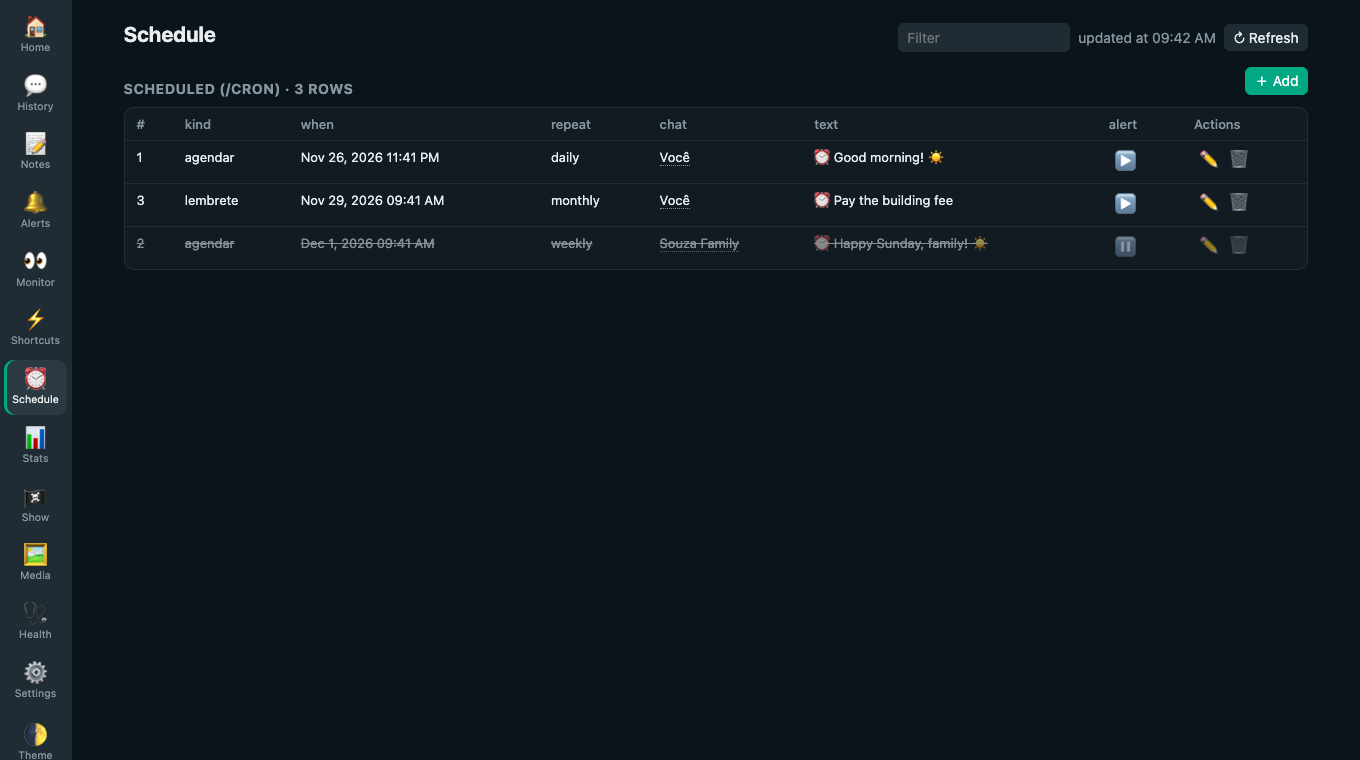 Home
History
Notes
Alerts
Monitor
Shortcuts
Schedule
Stats
Show
Media
Health
Settings
Theme
Schedule
Filter
updated at 09:42 AM
Refresh
SCHEDULED (/CRON) · 3 ROWS
+ Add
# kind when repeat chat text alert Actions
1 agendar Nov 26, 2026 11:41 PM daily Você ⏰ Good morning! ☀️
3 lembrete Nov 29, 2026 09:41 AM monthly Você ⏰ Pay the building fee
2 agendar Dec 1, 2026 09:41 AM weekly Souza Family ⏰ Happy Sunday, family! ☀️